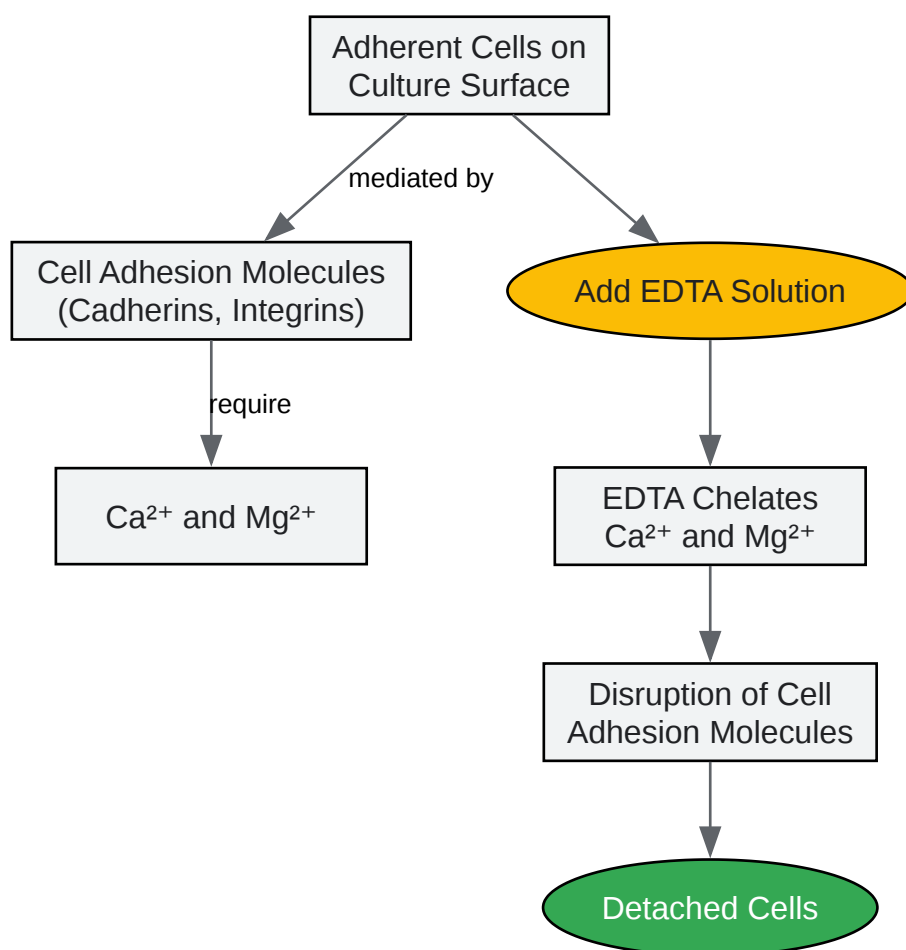 Adherent Cells on
Culture Surface
mediated by
Cell Adhesion Molecules
(Cadherins, Integrins)
Add EDTA Solution
require
Ca²⁺ and Mg²⁺
EDTA Chelates
Ca²⁺ and Mg²⁺
Disruption of Cell
Adhesion Molecules
Detached Cells